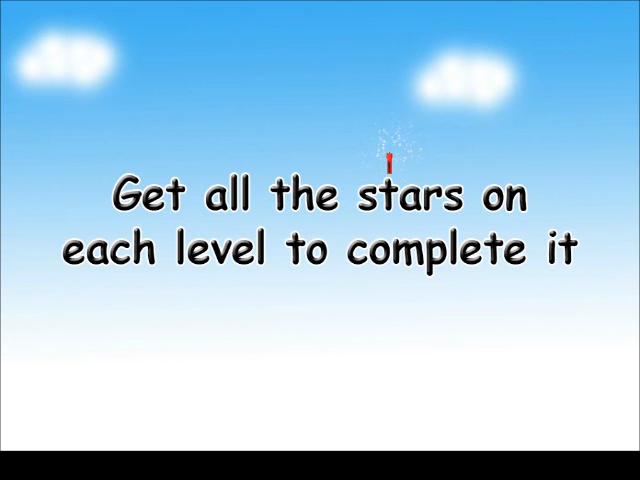 Get all the stars on
each level to complete it